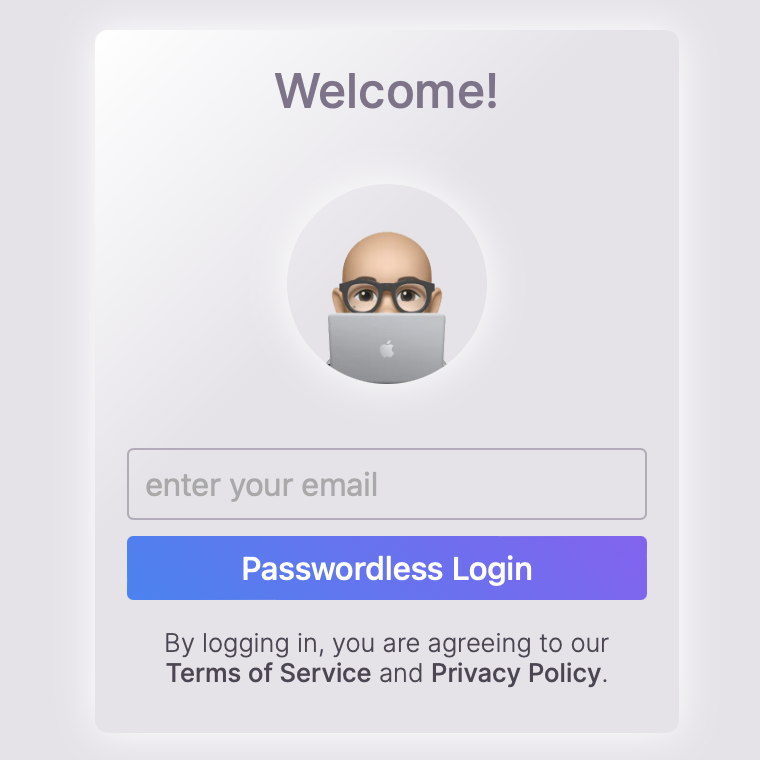 Welcome!
enter your email
Passwordless Login
By logging in, you are agreeing to our
Terms of Service and Privacy Policy.